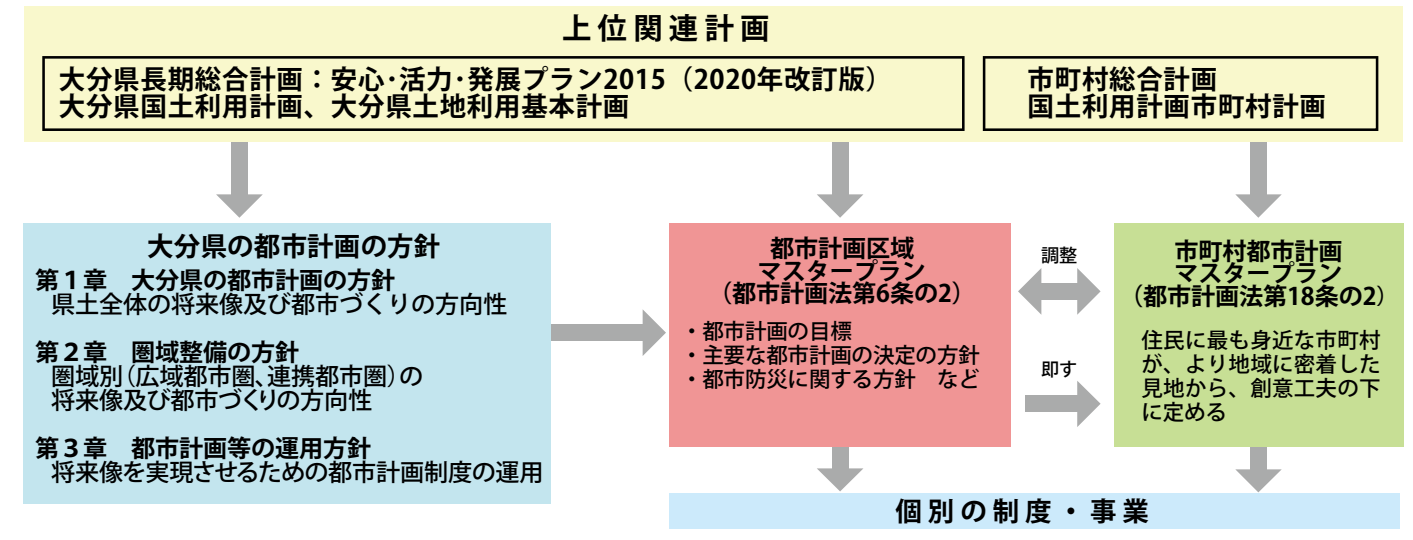 上位関連計画
大分県長期総合計画：安心･活力･発展プラン2015（2020年改訂版）
大分県国土利用計画、大分県土地利用基本計画
市町村総合計画
国土利用計画市町村計画
大分県の都市計画の方針
第１章　大分県の都市計画の方針
県土全体の将来像及び都市づくりの方向性
第２章　圏域整備の方針
圏域別（広域都市圏、連携都市圏）の
将来像及び都市づくりの方向性
第３章　都市計画等の運用方針
将来像を実現させるための都市計画制度の運用
都市計画区域
マスタープラン
（都市計画法第6条の2）
・都市計画の目標
・主要な都市計画の決定の方針
・都市防災に関する方針　など
調整
即す
市町村都市計画
マスタープラン
（都市計画法第18条の2）
住民に最も身近な市町村
が、より地域に密着した
見地から、創意工夫の下
に定める
個別の制度・事業